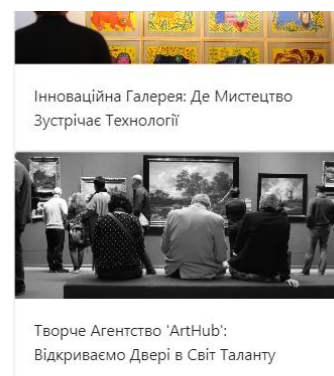 Інноваційна Галерея: Де Мистецтво
Зустрічає Технології
Творче Агентство 'ArtHub':
Відкриваємо Двері в Світ Таланту